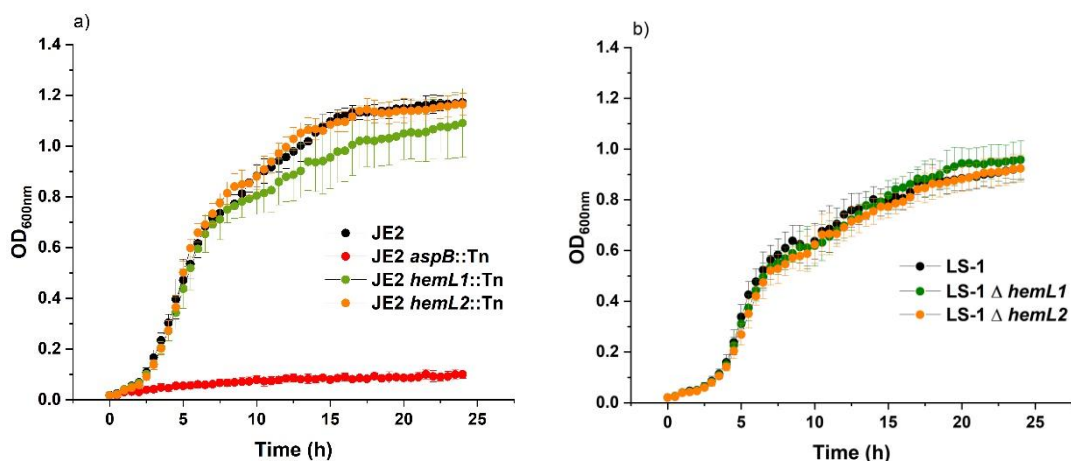 a)
1.4
1.2
1.0
0.8
0.6
0.4
0.2
0.0
OD600nm
0 5 10 15 20 25
Time (h)
JE2
JE2 aspB::Tn
JE2 hemL1::Tn
JE2 hemL2::Tn
b)
1.4
1.2
1.0
0.8
0.6
0.4
0.2
0.0
OD600nm
0 5 10 15 20 25
Time (h)
LS-1
LS-1 Δ hemL1
LS-1 Δ hemL2